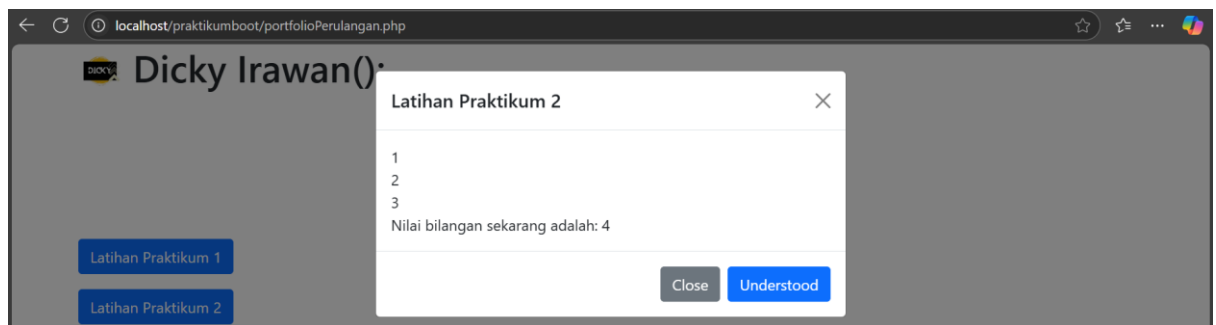 localhost/praktikumboot/portfolioPerulangan.php
DICKY
Dicky Irawan();
Latihan Praktikum 2
1
2
3
Nilai bilangan sekarang adalah: 4
Close Understood
Latihan Praktikum 1
Latihan Praktikum 2